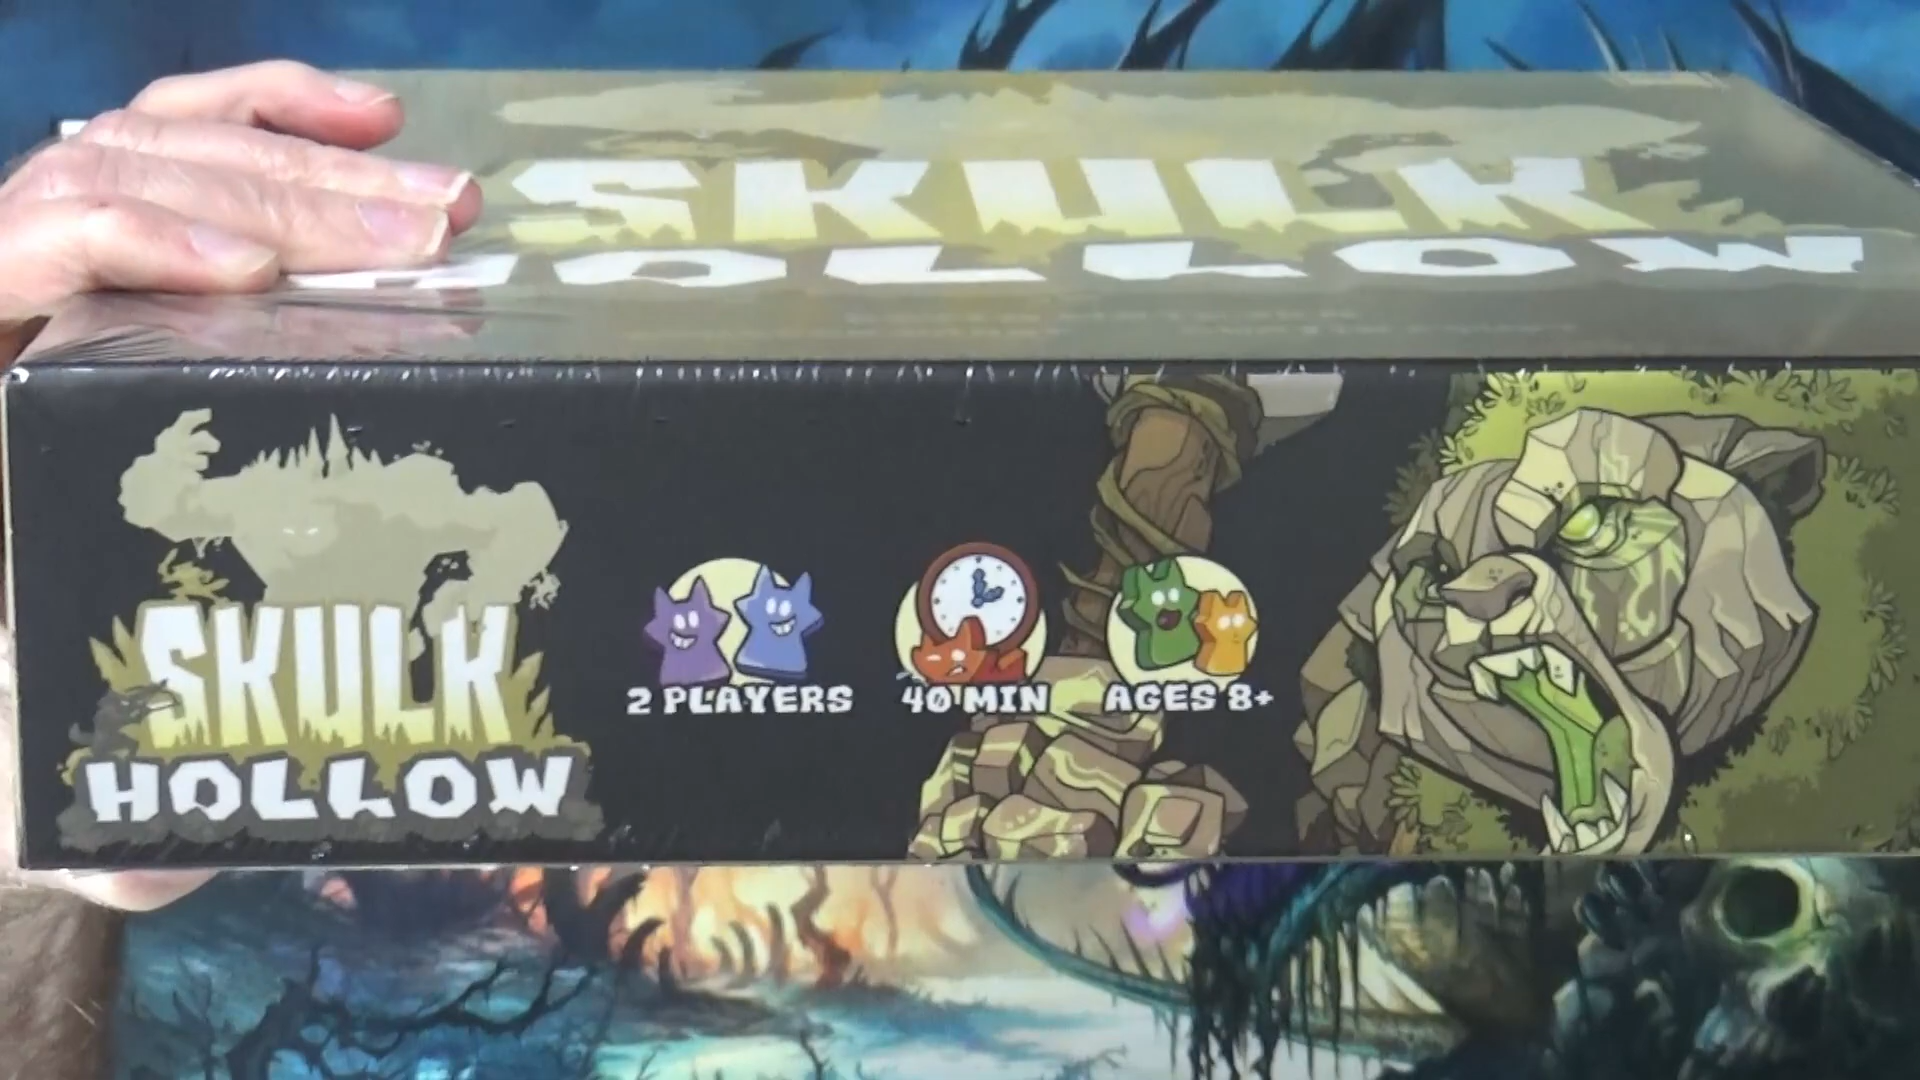 SKULK
HOLLOW
SKULK
HOLLOW
2 PLAYERS
40 MIN
AGES 8+